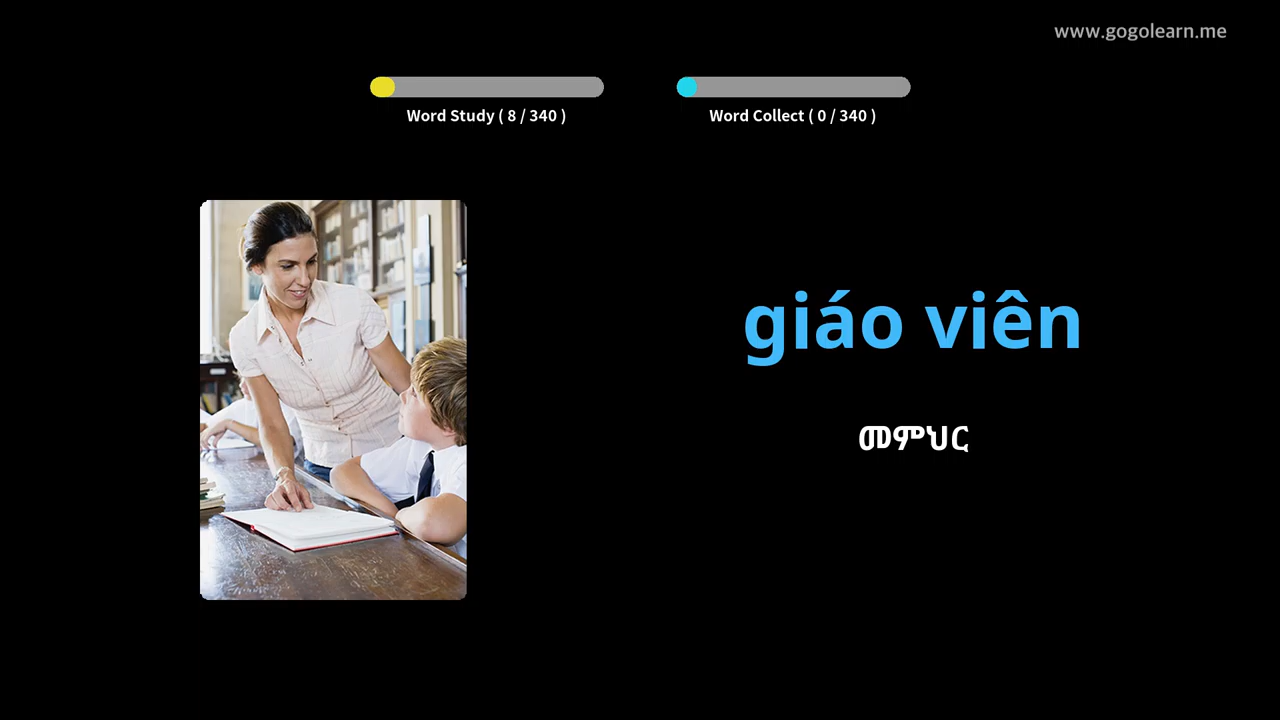 www.gogolearn.me
Word Study ( 8 / 340 )
Word Collect ( 0 / 340 )
giáo viên
መምህር